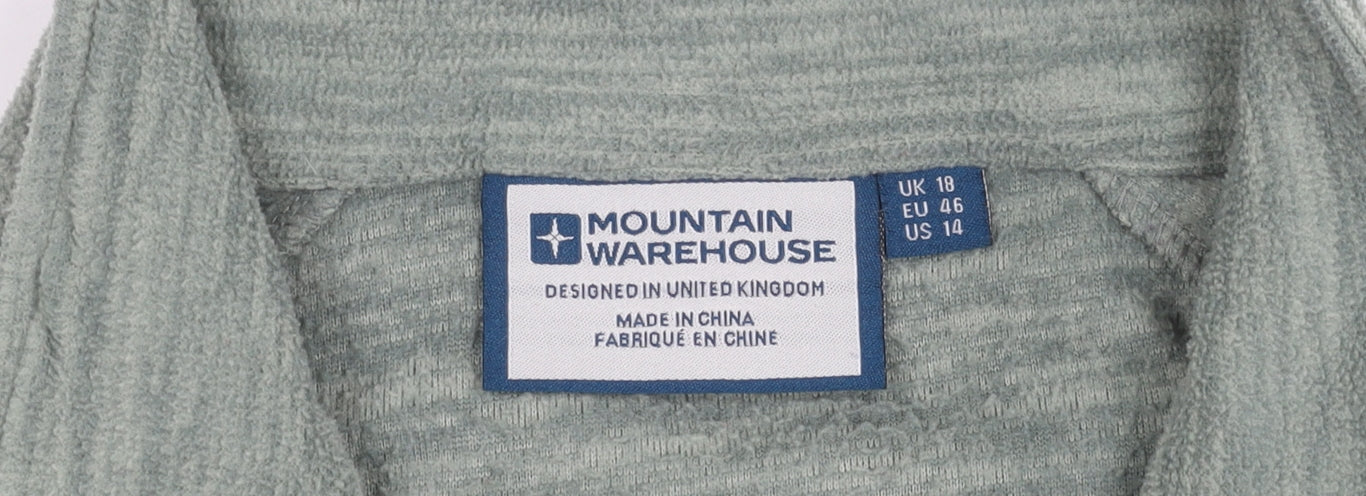 MOUNTAIN
WAREHOUSE
DESIGNED IN UNITED KINGDOM
MADE IN CHINA
FABRIQUÉ EN CHINE
UK 18
EU 46
US 14